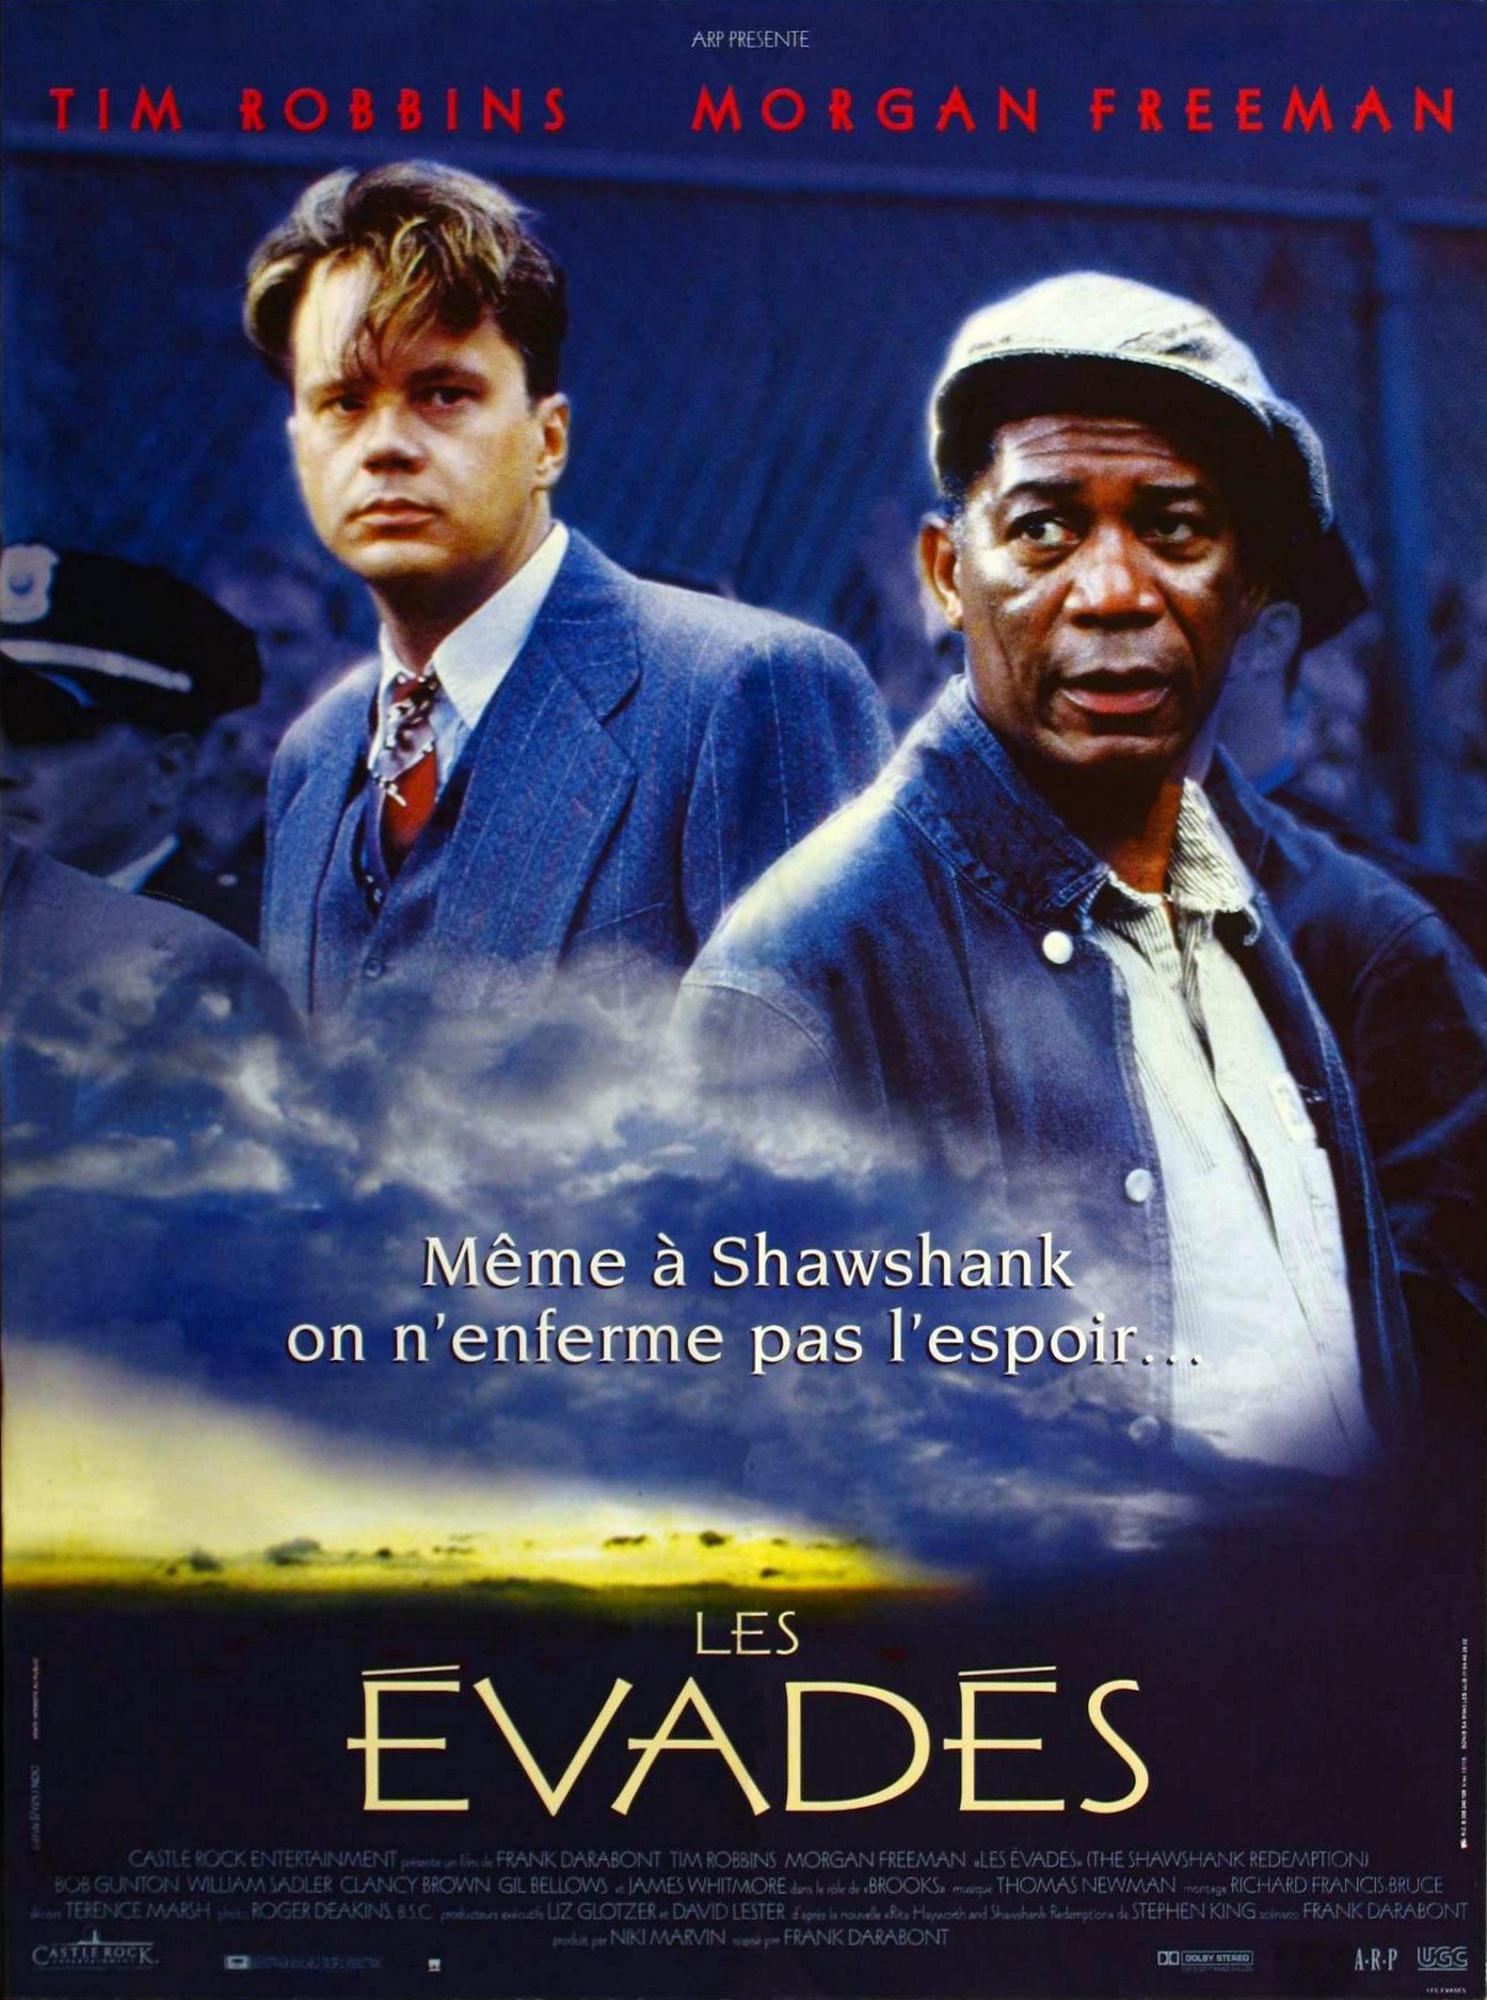 ARP PRESENTE
TIM ROBBINS MORGAN FREEMAN
Même à Shawshank
on n'enferme pas l'espoir...
LES
ÉVADÉS
CASTLE ROCK ENTERTAINMENT présente un film de FRANK DARABONT TIM ROBBINS MORGAN FREEMAN «LES ÉVADÉS» (THE SHAWSHANK REDEMPTION)
BOB GUNTON WILLIAM SADLER CLANCY BROWN GIL BELLOWS et JAMES WHITMORE dans le rôle de «BROOKS» musique THOMAS NEWMAN montage RICHARD FRANCIS-BRUCE
décors TERENCE MARSH photo ROGER DEAKINS, B.S.C. producteurs exécutifs LIZ GLOTZER et DAVID LESTER d'après la nouvelle «Rita Hayworth and Shawshank Redemption» de STEPHEN KING scénario FRANK DARABONT
produit par NIKI MARVIN réalisé par FRANK DARABONT
CASTLE ROCK
ENTERTAINMENT
DOLBY STEREO
A·R·P UGC
LES EVADES